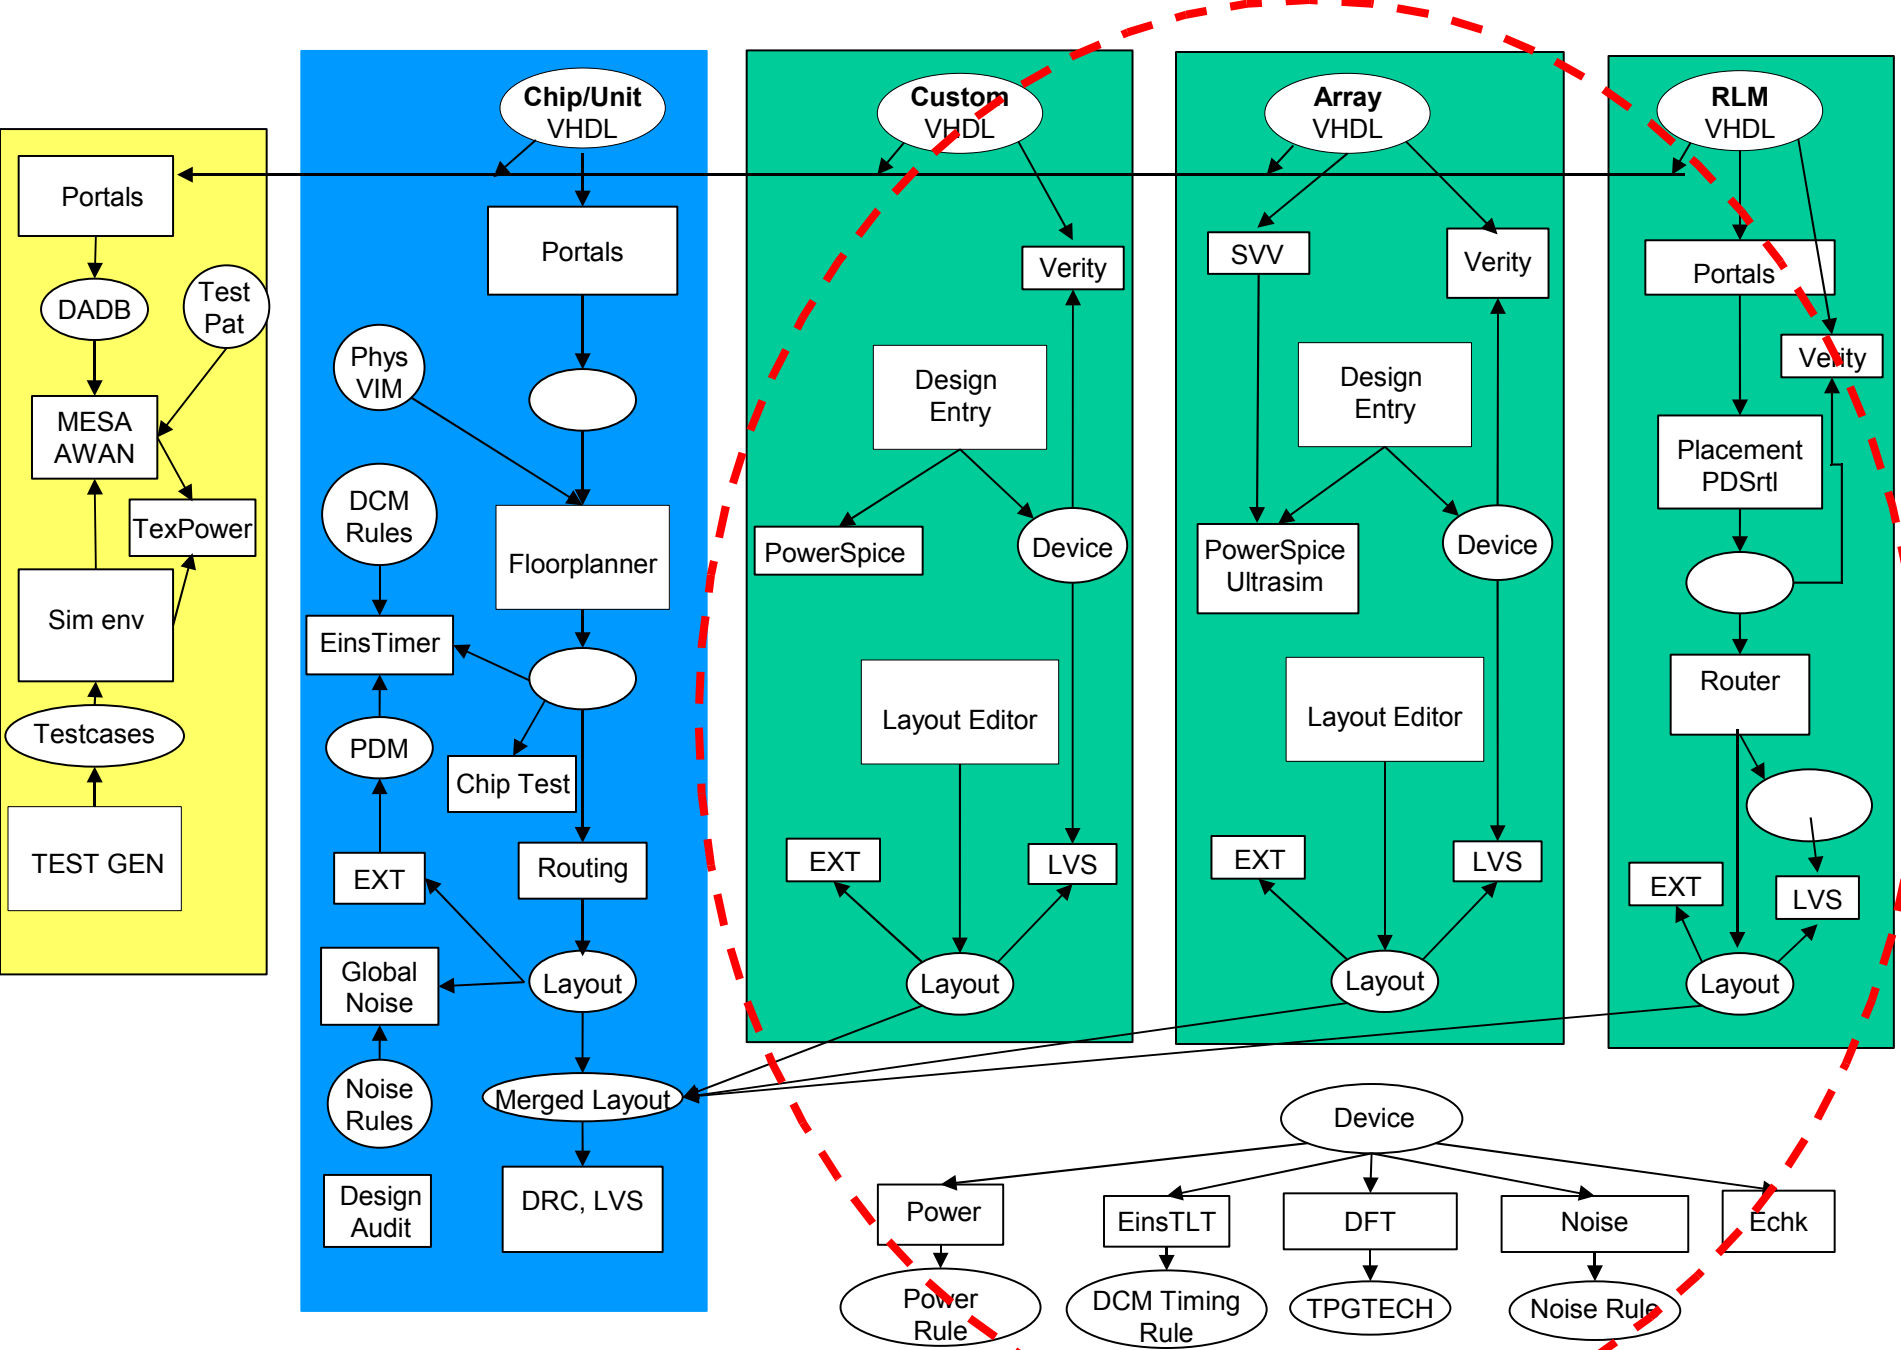 Portals
DADB
Test
Pat
MESA
AWAN
TexPower
Sim env
Testcases
TEST GEN
Chip/Unit
VHDL
Portals
Phys
VIM
DCM
Rules
Floorplanner
EinsTimer
PDM
Chip Test
EXT
Routing
Global
Noise
Layout
Noise
Rules
Merged Layout
Design
Audit
DRC, LVS
Custom
VHDL
Verity
Design
Entry
PowerSpice
Device
Layout Editor
EXT
LVS
Layout
Array
VHDL
SVV
Verity
Design
Entry
PowerSpice
Ultrasim
Device
Layout Editor
EXT
LVS
Layout
RLM
VHDL
Portals
Verity
Placement
PDSrtl
Router
EXT
LVS
Layout
Device
Power
EinsTLT
DFT
Noise
Echk
Power
Rule
DCM Timing
Rule
TPGTECH
Noise Rule